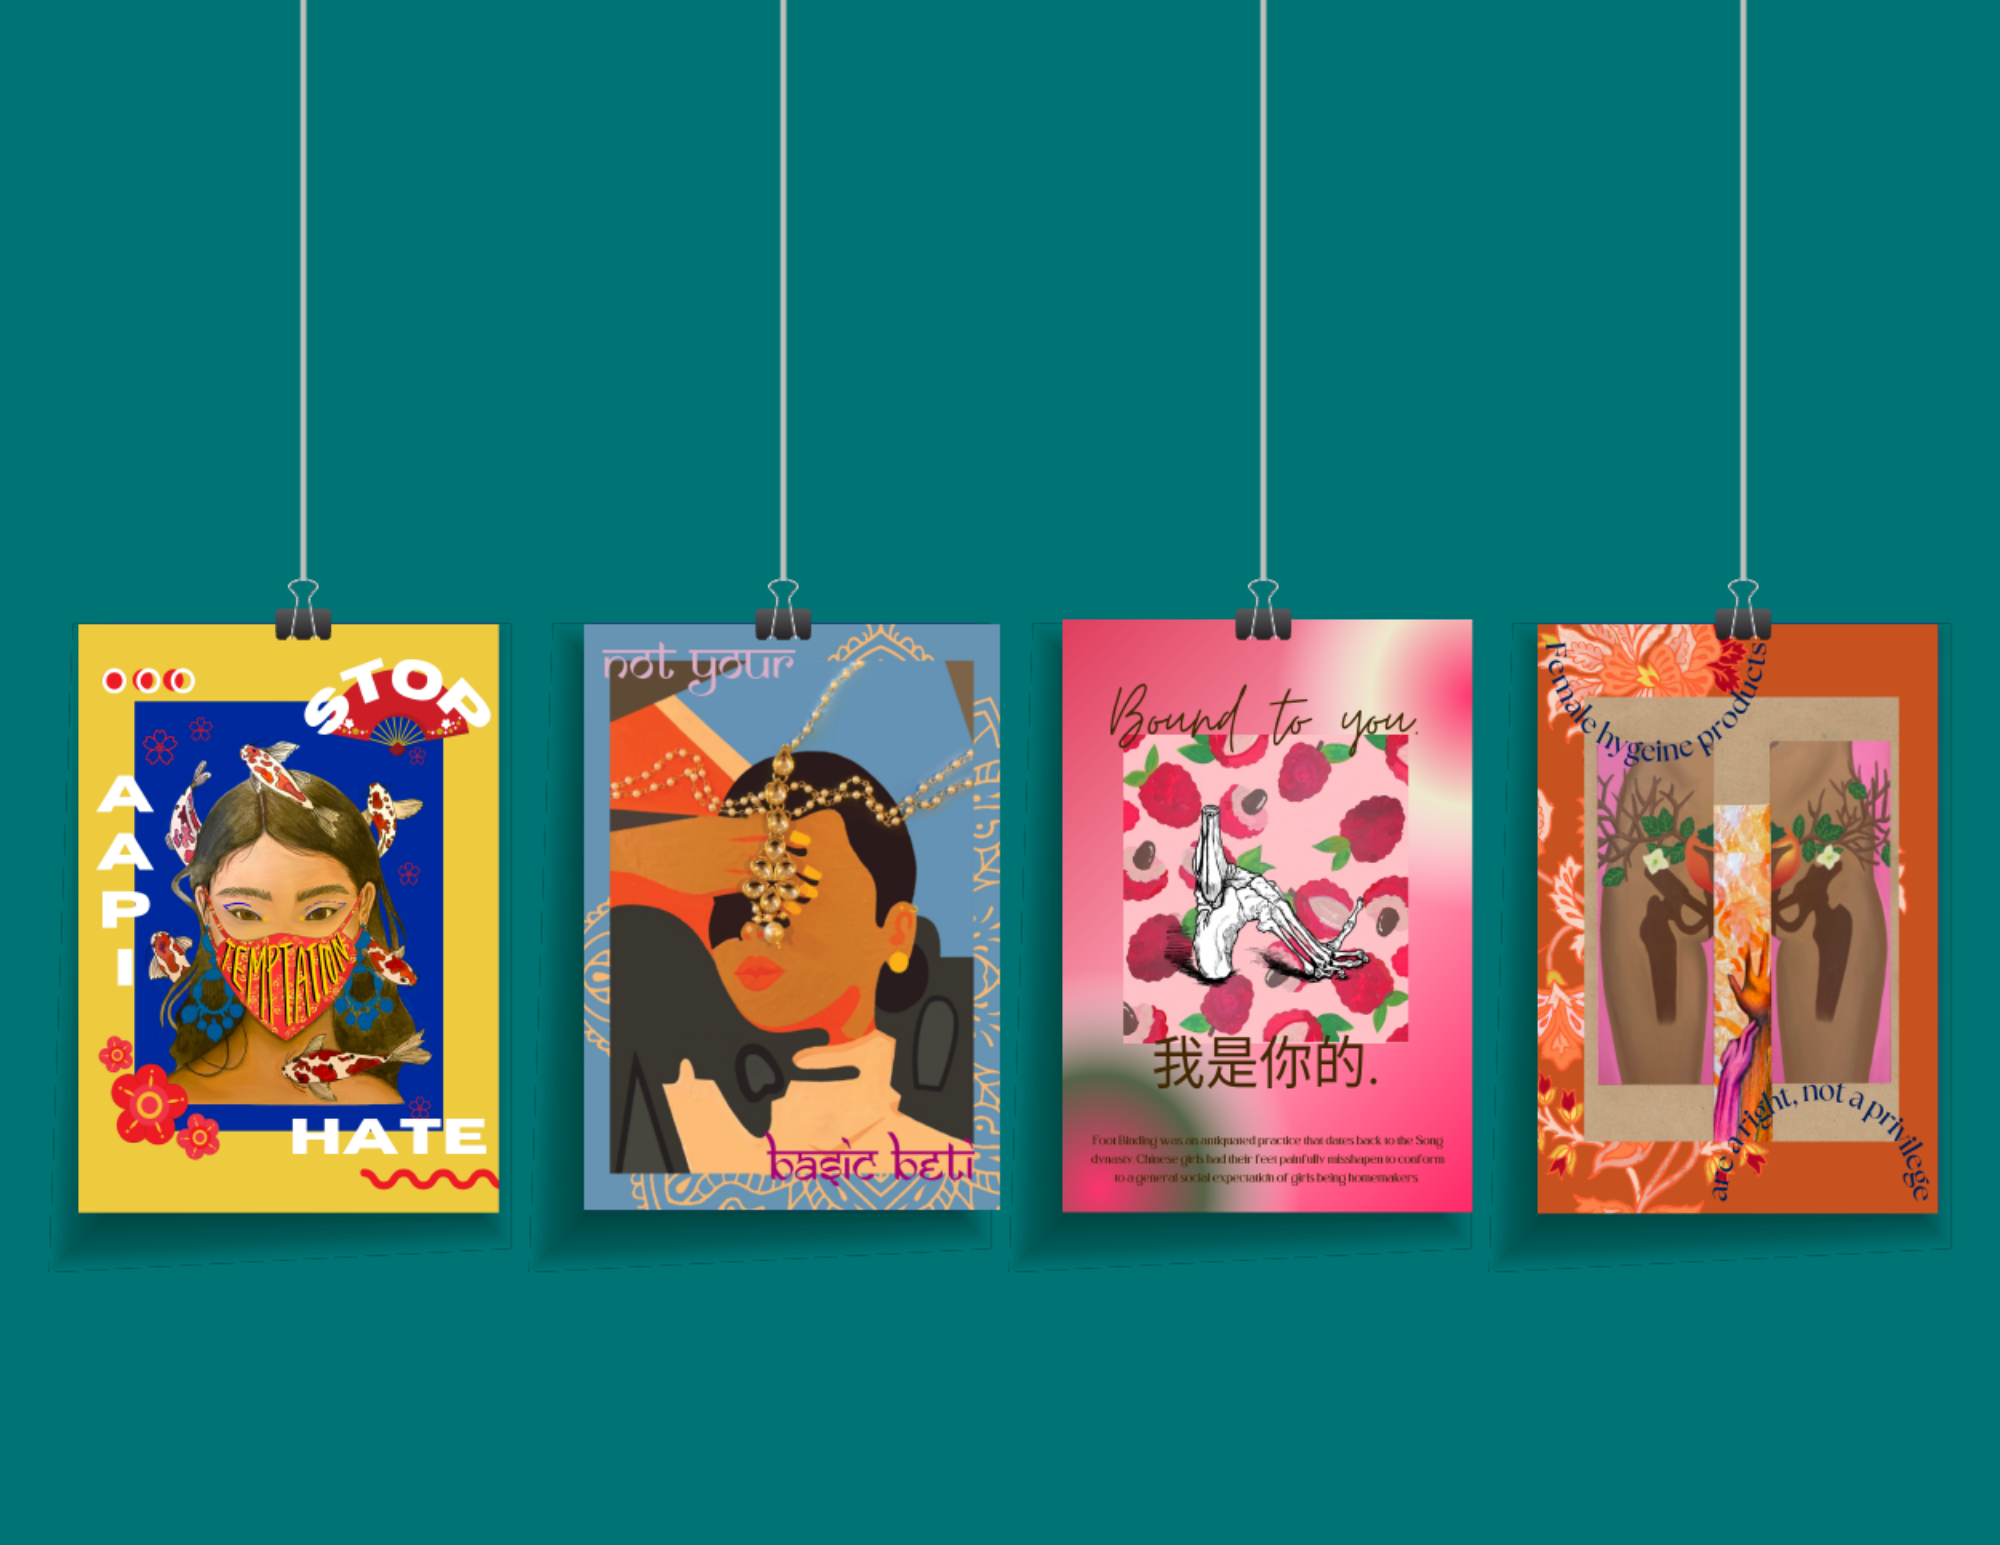 STOP
AAPI
TEMPTATION
HATE
not your
basic beti
Bound to you.
我是你的.
Foot Binding was an antiquated practice that dates back to the Song
dynasty. Chinese girls had their feet painfully misshapen to conform
to a general social expectation of girls being homemakers
Female hygeine products
are a right, not a privilege